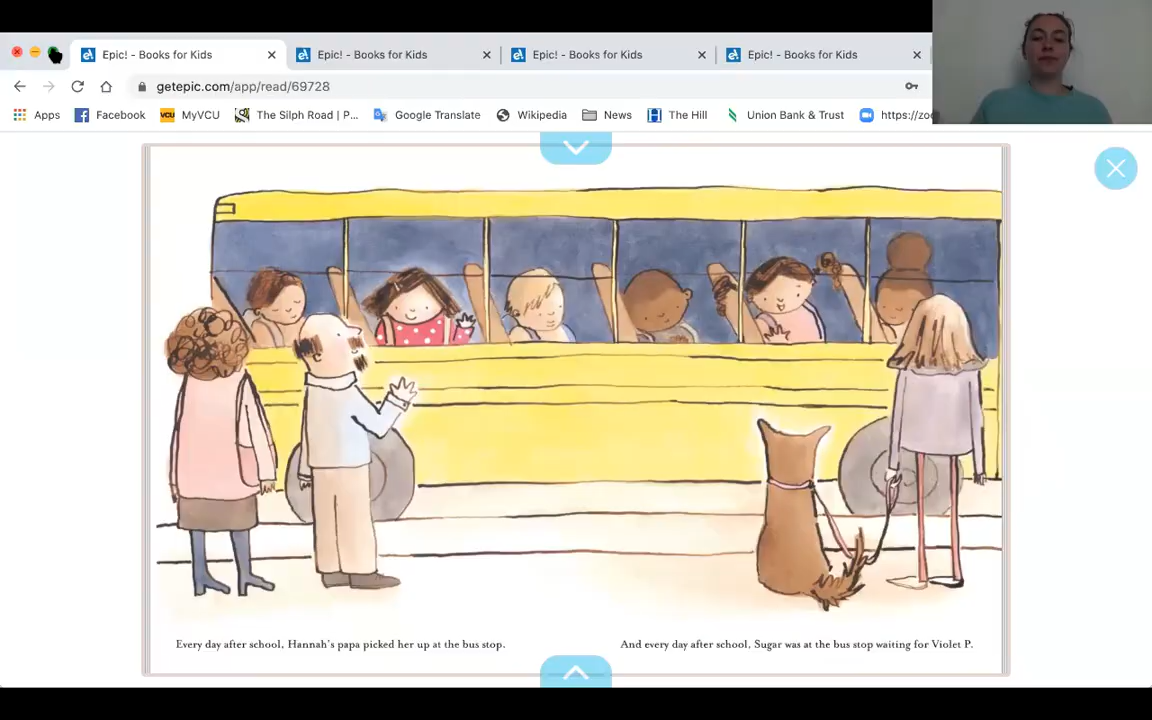 Epic! - Books for Kids
Epic! - Books for Kids
Epic! - Books for Kids
Epic! - Books for Kids
getepic.com/app/read/69728
Apps
Facebook
VCU
MyVCU
The Silph Road | P...
Google Translate
Wikipedia
News
H
The Hill
Union Bank & Trust
https://zoo
Every day after school, Hannah's papa picked her up at the bus stop.
And every day after school, Sugar was at the bus stop waiting for Violet P.